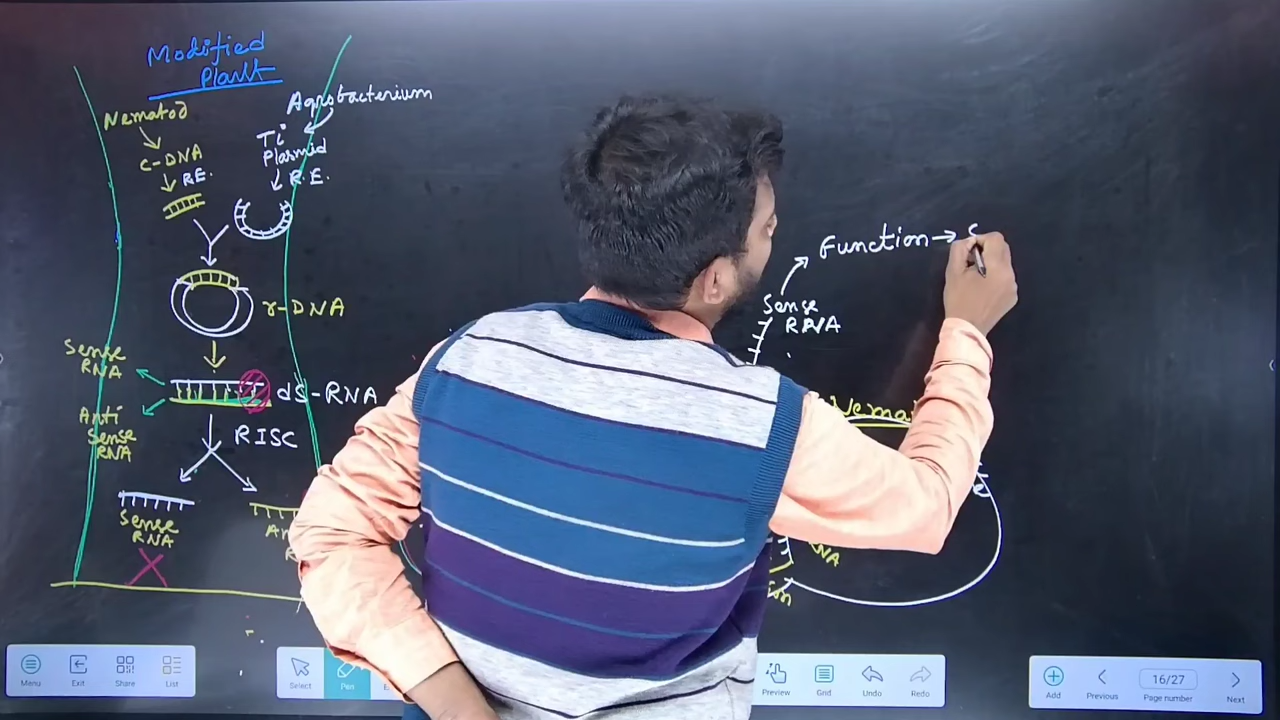 Modified
Plant
Nematod
C-DNA
R.E.
Agrobacterium
Ti
Plasmid
R.E.
r-DNA
Sense
RNA
Anti
Sense
RNA
dS-RNA
RISC
Sense
RNA
Function →
Sense
RNA
Menu
Exit
Share
List
Select
Pen
Preview
Grid
Undo
Redo
Add
Previous
16/27
Page number
Next